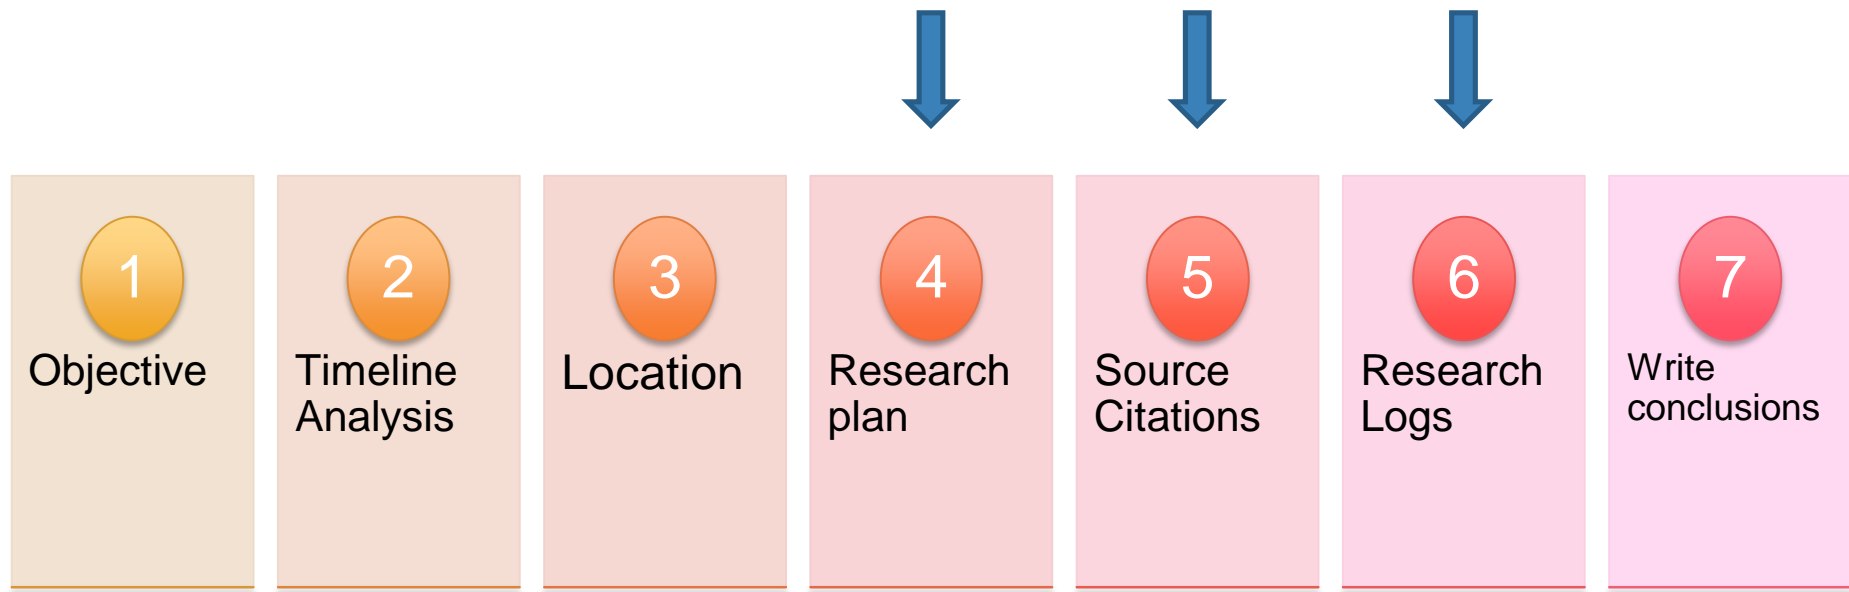 1
Objective
2
Timeline
Analysis
3
Location
4
Research
plan
5
Source
Citations
6
Research
Logs
7
Write
conclusions